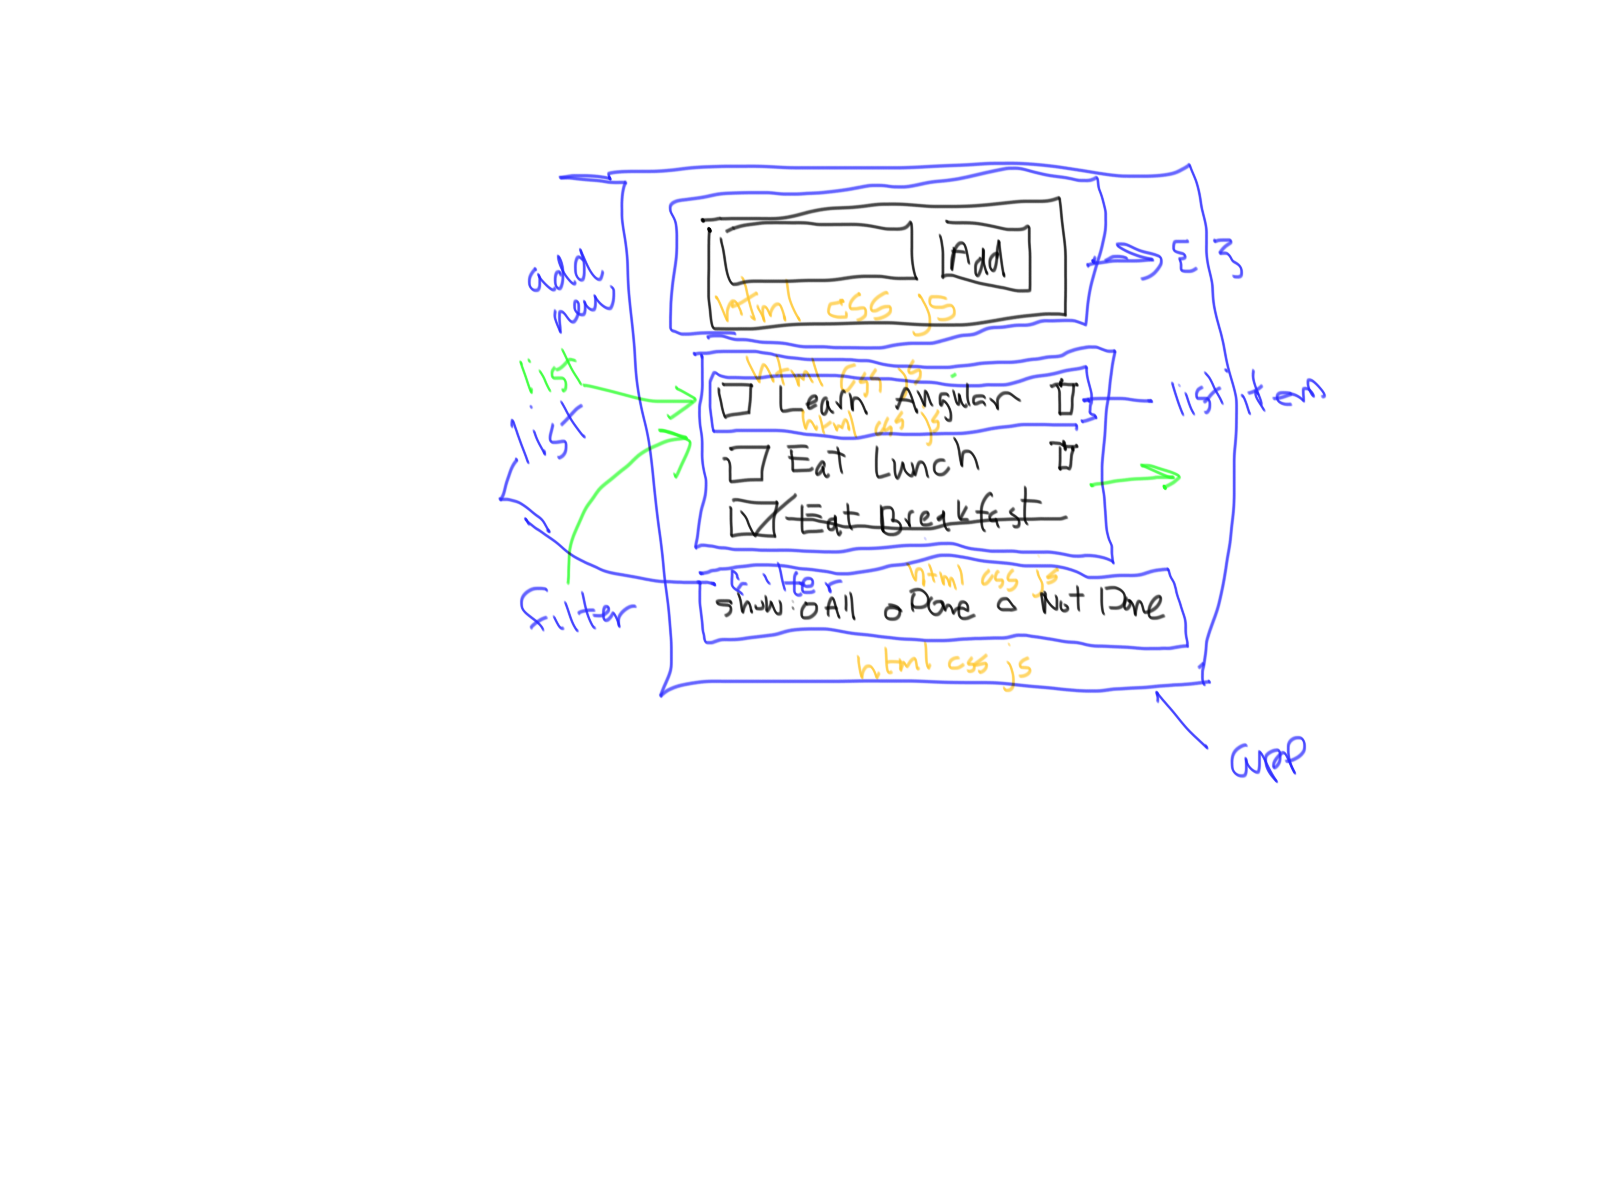 add
new
Add
{ }
html css js
list
list
html css js
Learn Angular
html css js
list item
Eat Lunch
Eat Breakfast
filter
filter
html css js
show: All Done Not Done
html css js
app